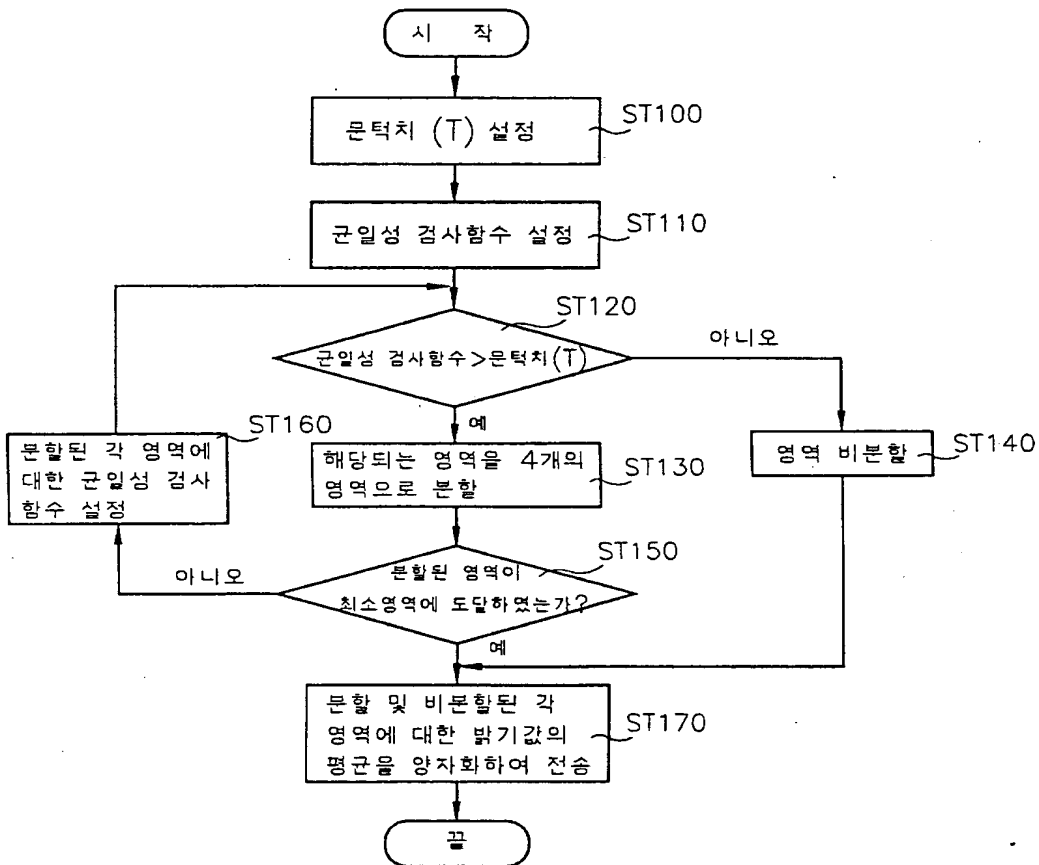 시 작
문턱치 (T) 설정
ST100
균일성 검사함수 설정
ST110
ST120
균일성 검사함수 > 문턱치(T)
아니오
예
ST160
분할된 각 영역에
대한 균일성 검사
함수 설정
해당되는 영역을 4개의
영역으로 분할
ST130
영역 비분할
ST140
ST150
분할된 영역이
최소영역에 도달하였는가?
아니오
예
분할 및 비분할된 각
영역에 대한 밝기값의
평균을 양자화하여 전송
ST170
끝